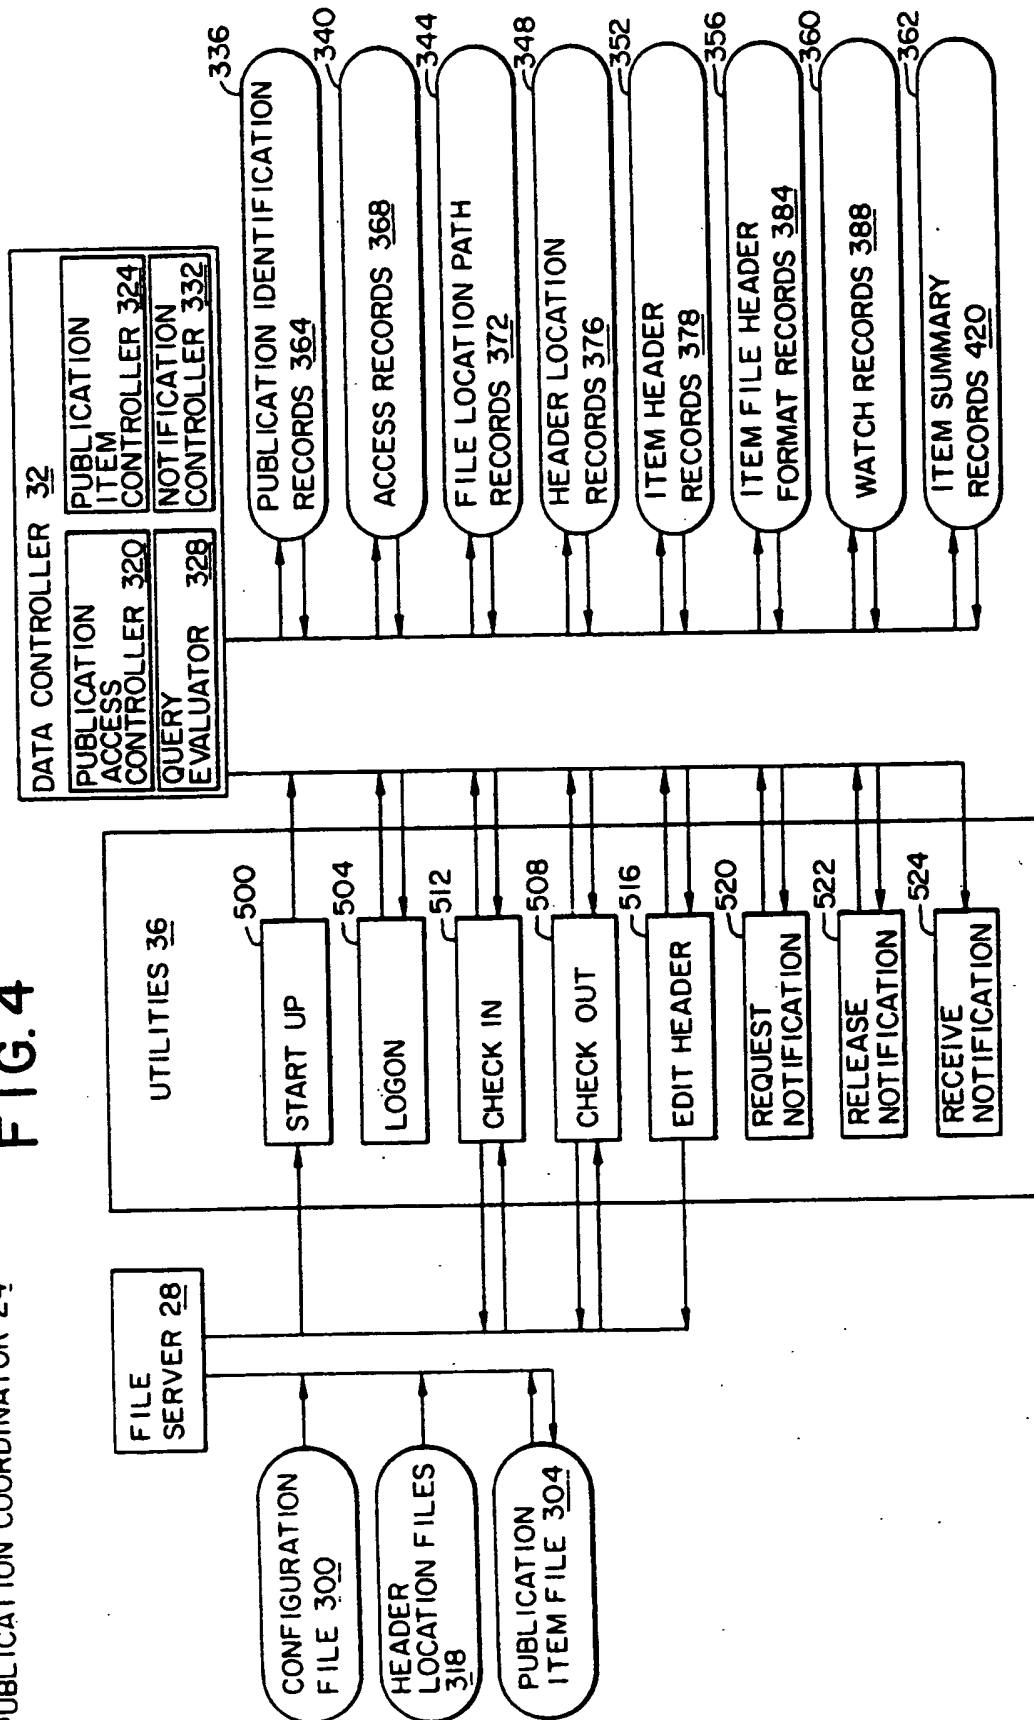 PUBLICATION COORDINATOR 24
FIG. 4
FILE
SERVER 28
CONFIGURATION
FILE 300
HEADER
LOCATION FILES
318
PUBLICATION
ITEM FILE 304
UTILITIES 36
500
START UP
504
LOGON
512
CHECK IN
508
CHECK OUT
516
EDIT HEADER
520
REQUEST
NOTIFICATION
522
RELEASE
NOTIFICATION
524
RECEIVE
NOTIFICATION
DATA CONTROLLER 32
PUBLICATION
ACCESS
CONTROLLER 320
PUBLICATION
ITEM
CONTROLLER 324
QUERY
EVALUATOR 328
NOTIFICATION
CONTROLLER 332
336
PUBLICATION IDENTIFICATION
RECORDS 364
340
ACCESS RECORDS 368
344
FILE LOCATION PATH
RECORDS 372
348
HEADER LOCATION
RECORDS 376
352
ITEM HEADER
RECORDS 378
356
ITEM FILE HEADER
FORMAT RECORDS 384
360
WATCH RECORDS 388
362
ITEM SUMMARY
RECORDS 420